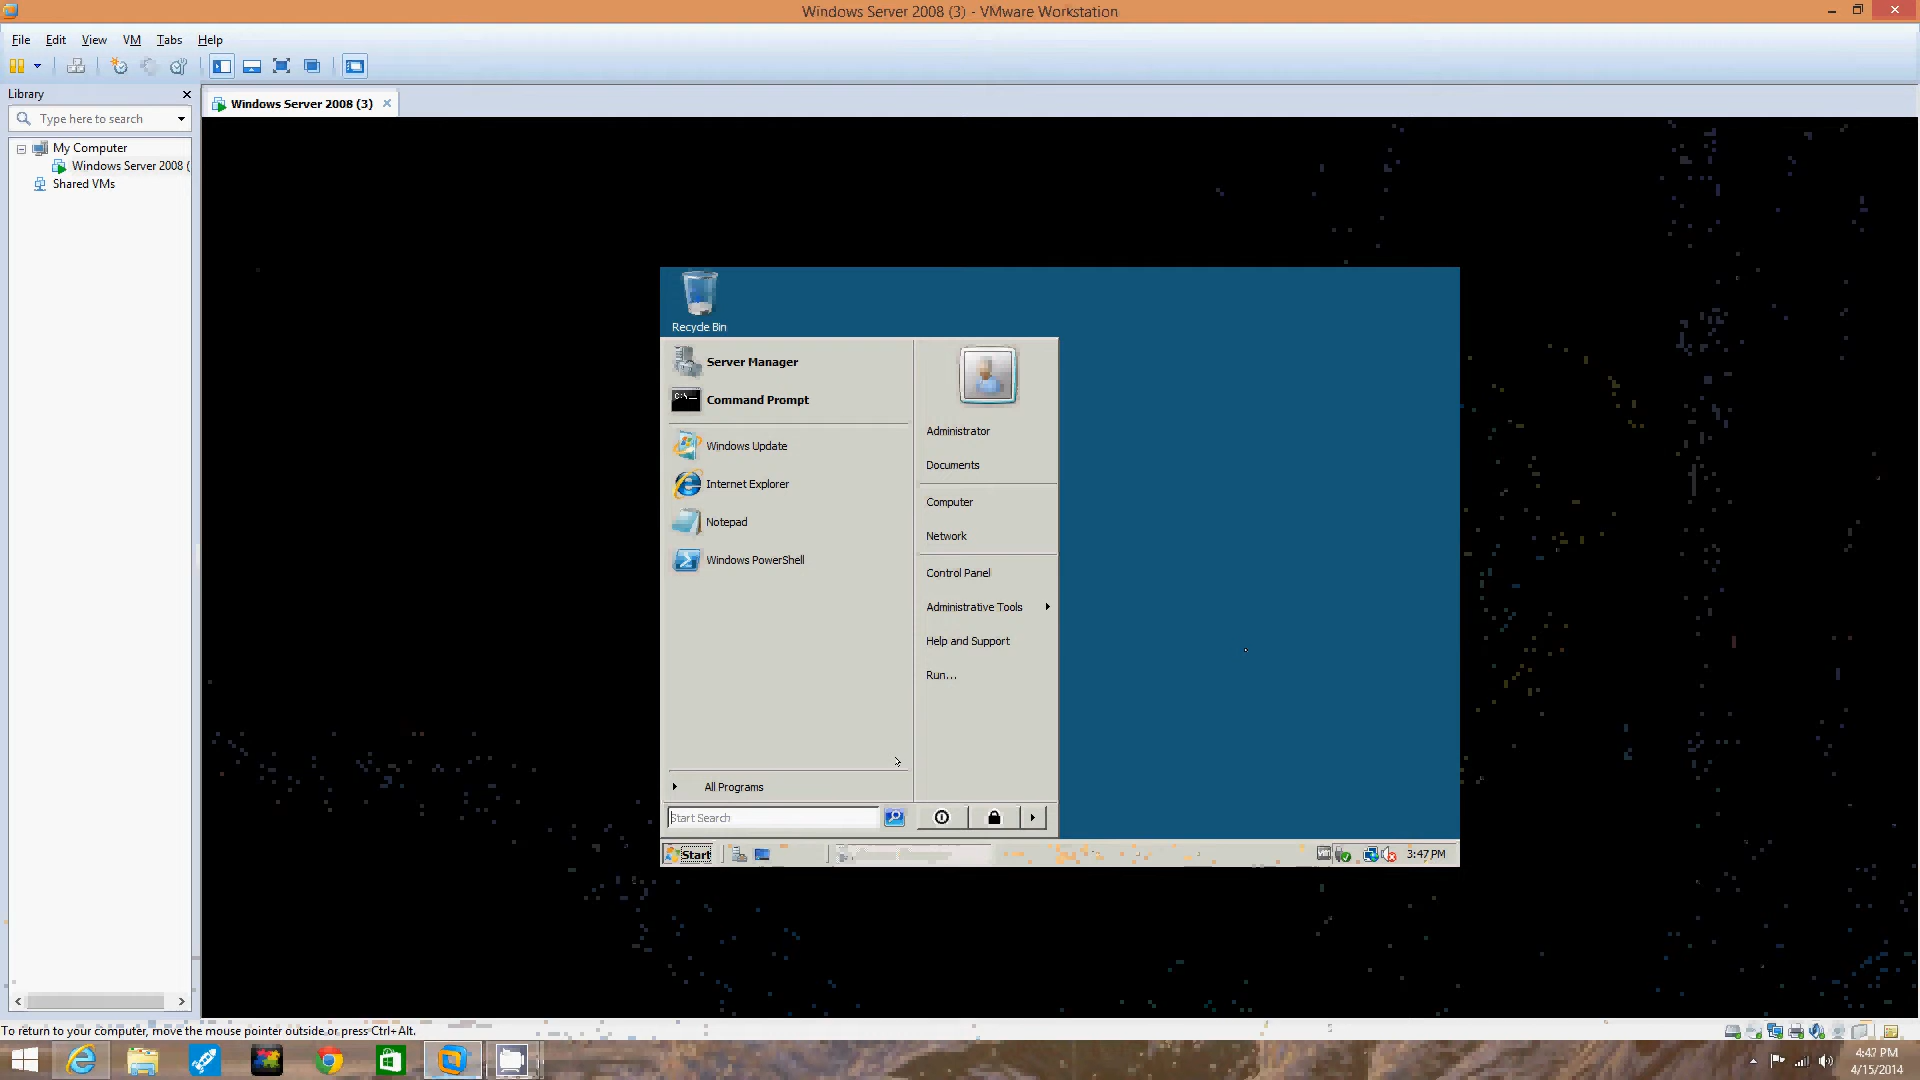 Windows Server 2008 (3) - VMware Workstation
File Edit View VM Tabs Help
Library
Windows Server 2008 (3)
Type here to search
My Computer
Windows Server 2008 (
Shared VMs
Recycle Bin
Server Manager
Command Prompt
Windows Update
Internet Explorer
Notepad
Windows PowerShell
All Programs
Start Search
Administrator
Documents
Computer
Network
Control Panel
Administrative Tools
Help and Support
Run...
Start
3:47 PM
To return to your computer, move the mouse pointer outside or press Ctrl+Alt.
4:47 PM
4/15/2014